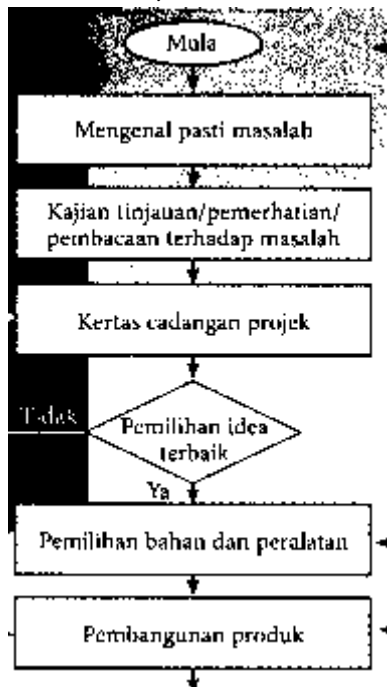 Mula
Mengenal pasti masalah
Kajian tinjauan/pemerhatian/
pembacaan terhadap masalah
Kertas cadangan projek
Tidak
Pemilihan idea
terbaik
Ya
Pemilihan bahan dan peralatan
Pembangunan produk